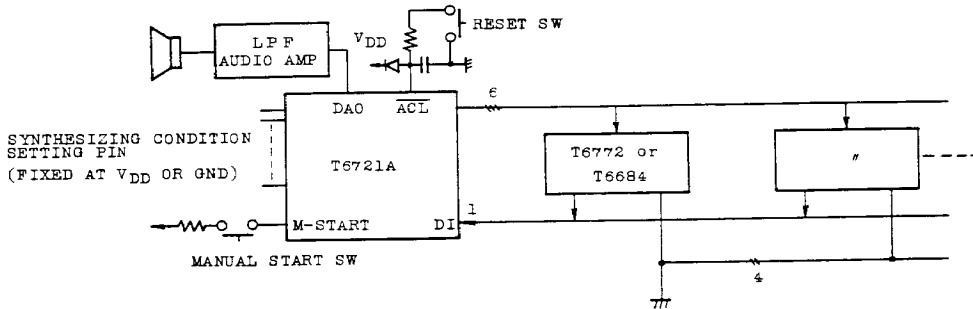 RESET SW
VDD
LPF
AUDIO AMP
DAO
ACL
6
SYNTHESIZING CONDITION
SETTING PIN
(FIXED AT VDD OR GND)
T6721A
T6772 or
T6684
〃
1
M-START
DI
MANUAL START SW
4